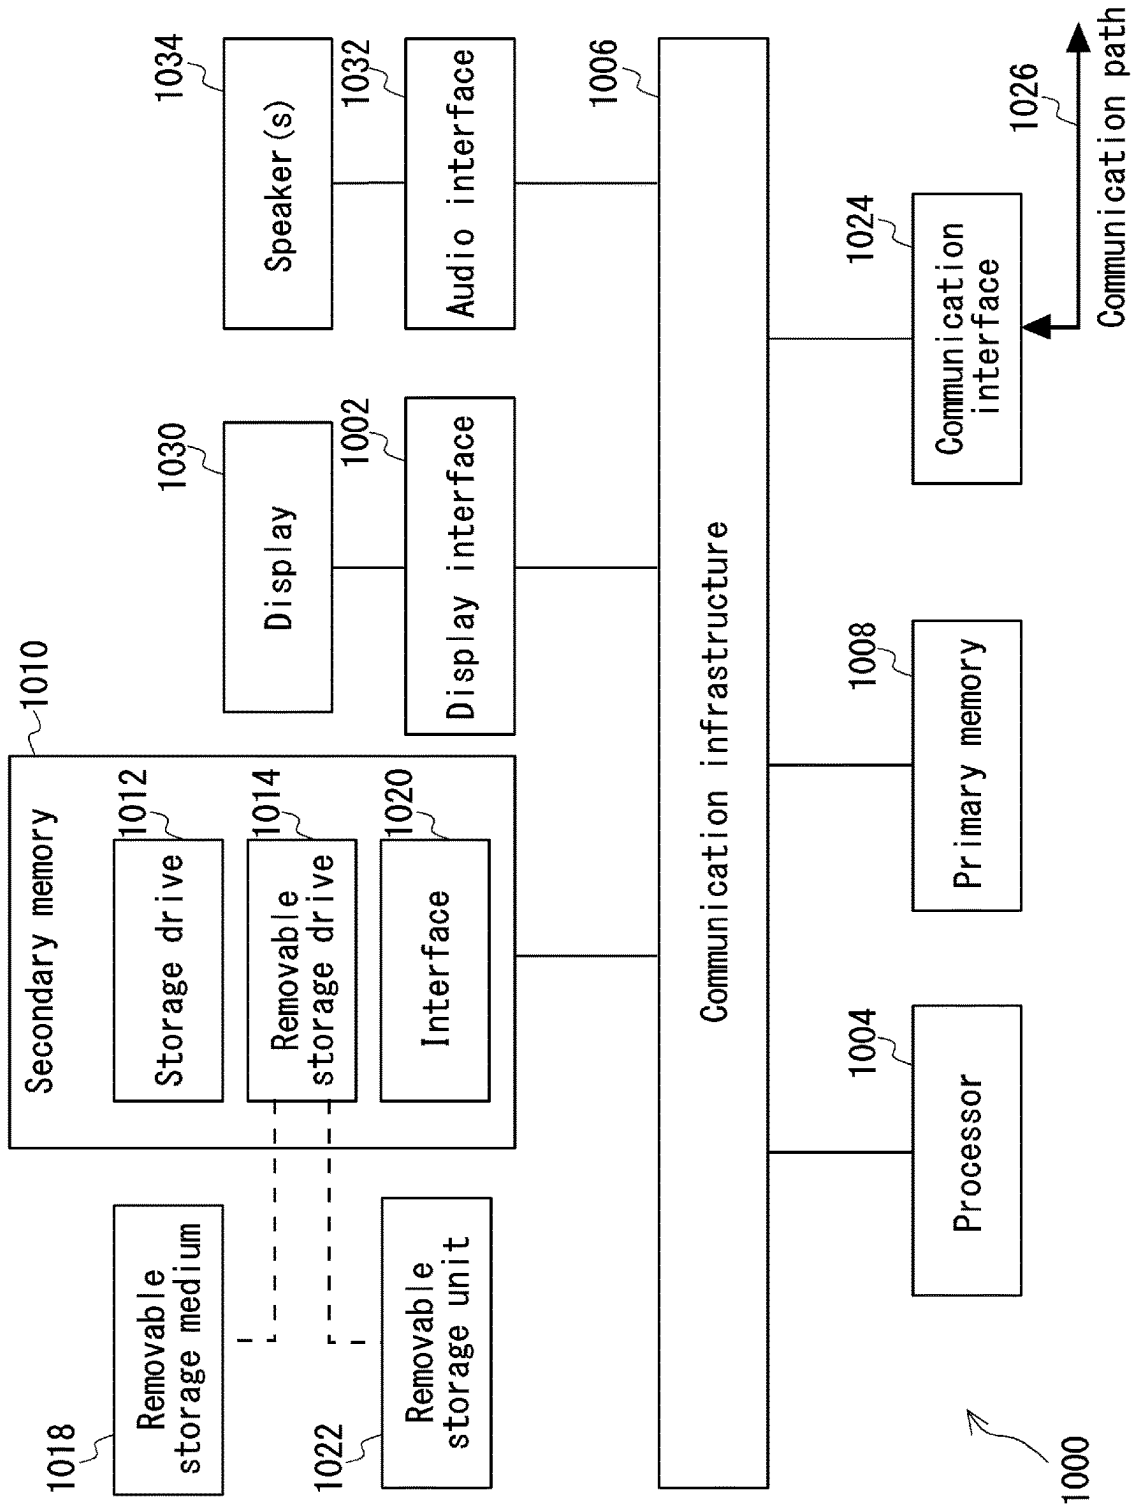 1018
Removable
storage medium
1022
Removable
storage unit
1010
Secondary memory
1012
Storage drive
1014
Removable
storage drive
1020
Interface
1030
Display
1002
Display interface
1034
Speaker(s)
1032
Audio interface
1006
Communication infrastructure
1004
Processor
1008
Primary memory
1024
Communication
interface
1026
Communication path
1000